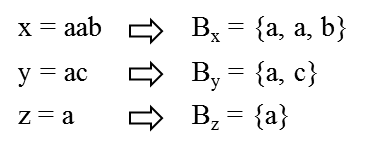 x = aab ⇨ Bx = {a, a, b}
y = ac ⇨ By = {a, c}
z = a ⇨ Bz = {a}